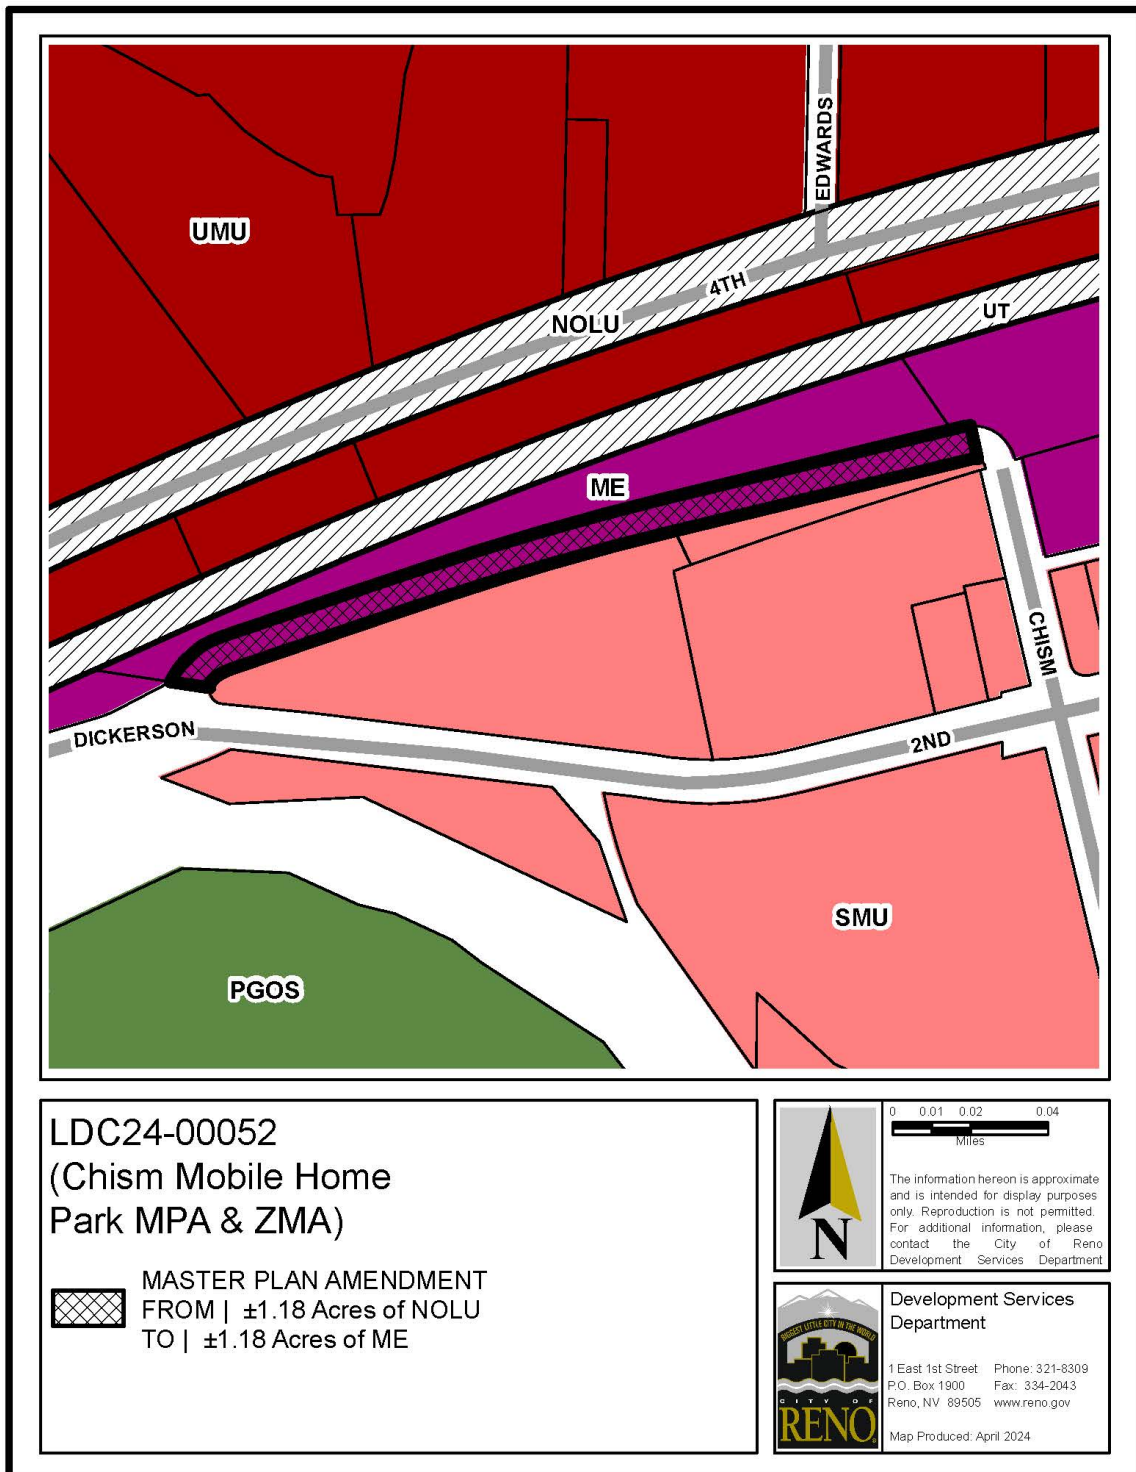 EDWARDS
UMU
4TH
NOLU
UT
ME
CHISM
DICKERSON
2ND
SMU
PGOS
LDC24-00052
(Chism Mobile Home
Park MPA & ZMA)
MASTER PLAN AMENDMENT
FROM | ±1.18 Acres of NOLU
TO | ±1.18 Acres of ME
N
0 0.01 0.02 0.04
Miles
The information hereon is approximate
and is intended for display purposes
only. Reproduction is not permitted.
For additional information, please
contact the City of Reno
Development Services Department
BIGGEST LITTLE CITY IN THE WORLD
CITY OF
RENO
Development Services
Department
1 East 1st Street Phone: 321-8309
P.O. Box 1900 Fax: 334-2043
Reno, NV 89505 www.reno.gov
Map Produced: April 2024